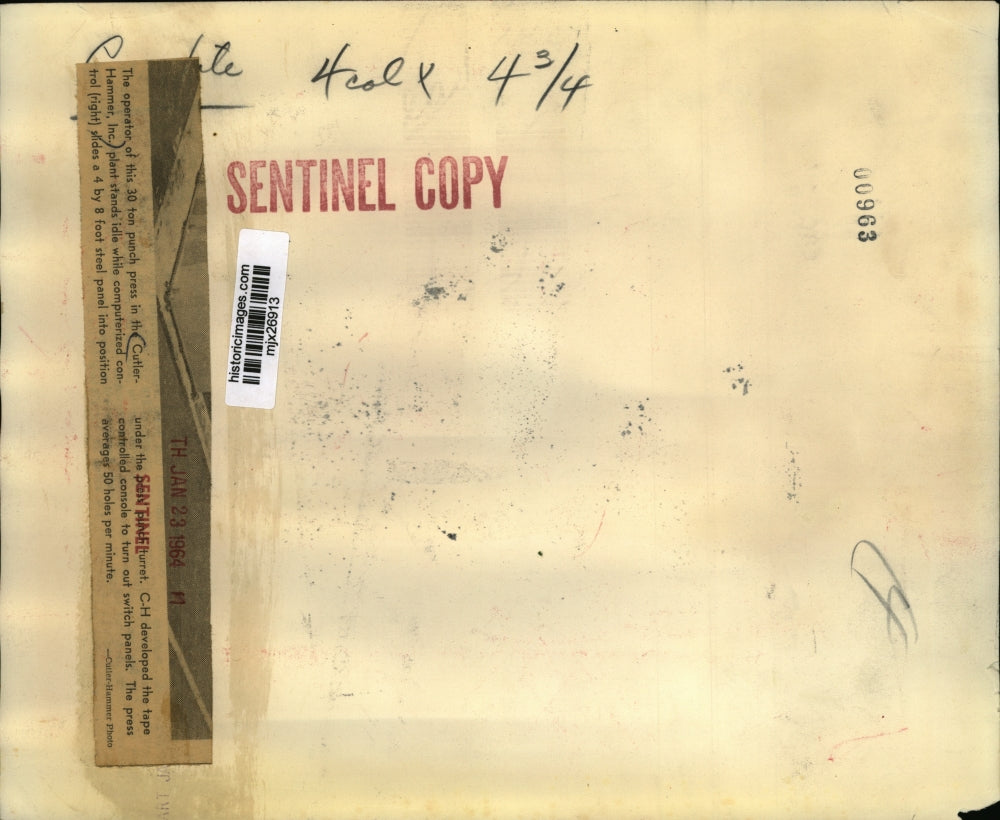 4 col x 4 3/4
SENTINEL COPY
00963
historicimages.com
mjx26913
The operator of this 30 ton punch press in the Cutler-
Hammer, Inc. plant stands idle while computerized con-
trol (right) slides a 4 by 8 foot steel panel into position
under the turret. C-H developed the tape
controlled console to turn out switch panels. The press
averages 50 holes per minute.
—Cutler-Hammer Photo
SENTINEL
TH JAN 23 1964 M